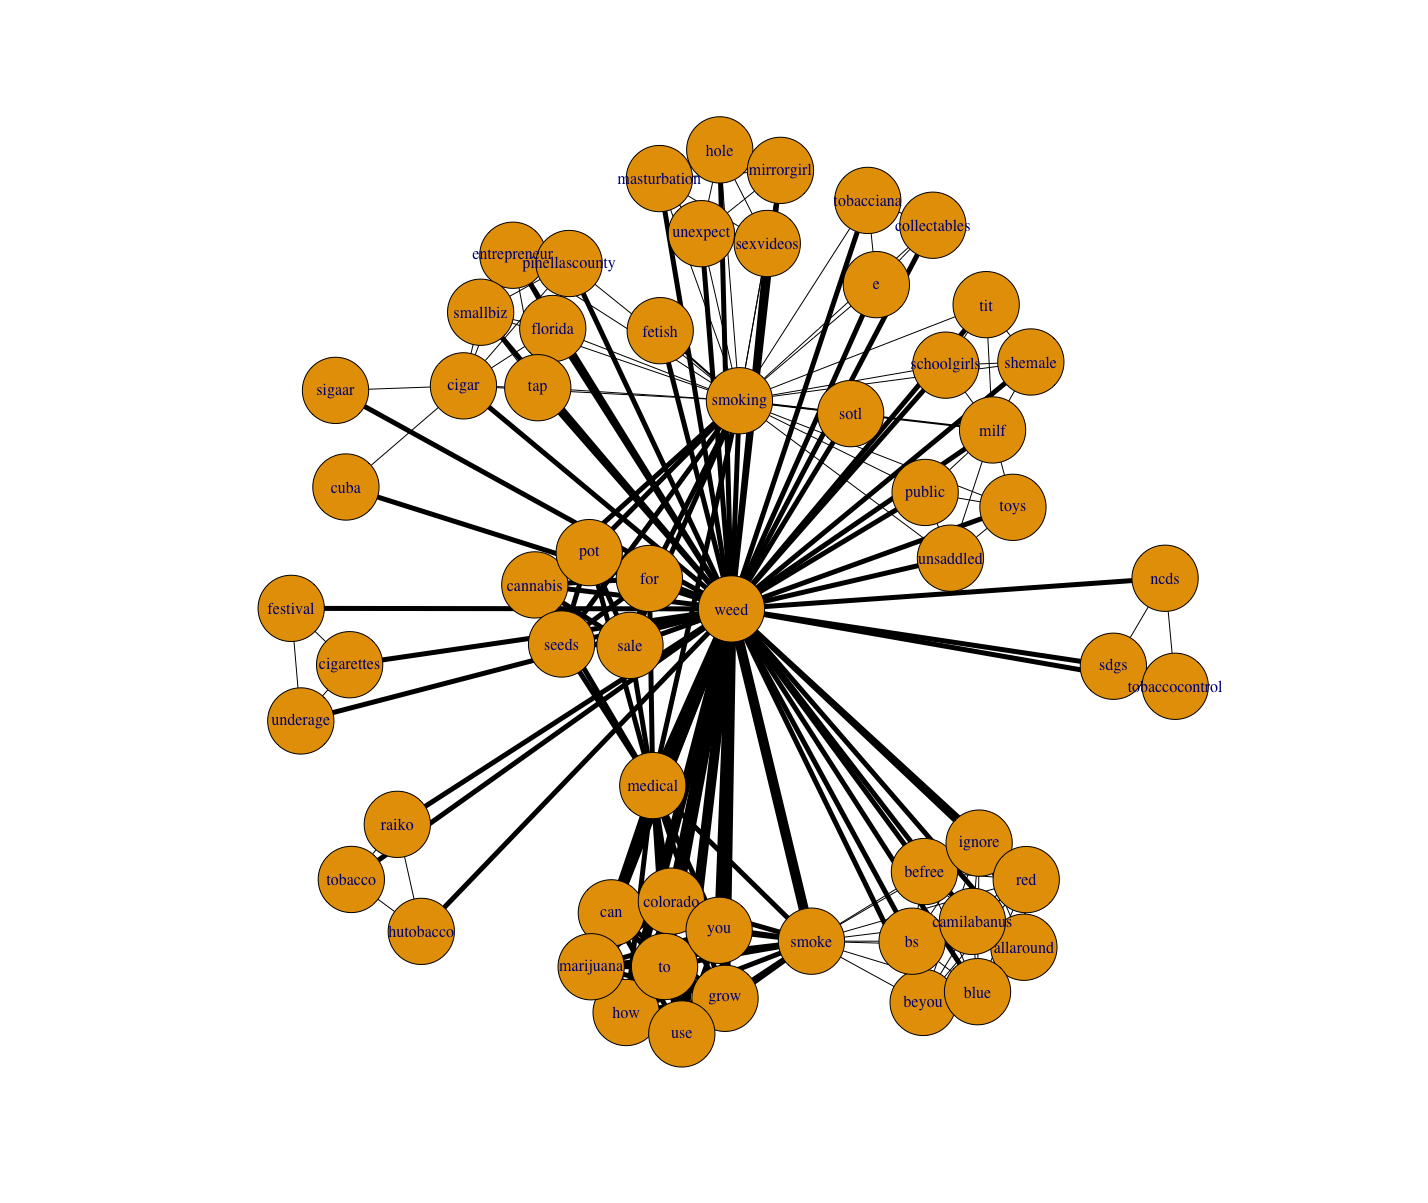 hole
mirrorgirl
masturbation
tobacciana
unexpect
collectables
sexvideos
entrepreneur
pinellascounty
e
tit
smallbiz
florida
fetish
schoolgirls
shemale
sigaar
cigar
tap
smoking
sotl
milf
cuba
public
toys
pot
unsaddled
cannabis
for
ncds
festival
weed
seeds
sale
cigarettes
sdgs
tobaccocontrol
underage
medical
raiko
ignore
befree
tobacco
red
can
colorado
camilabanus
hutobacco
you
smoke
bs
allaround
marijuana
to
grow
blue
beyou
how
use